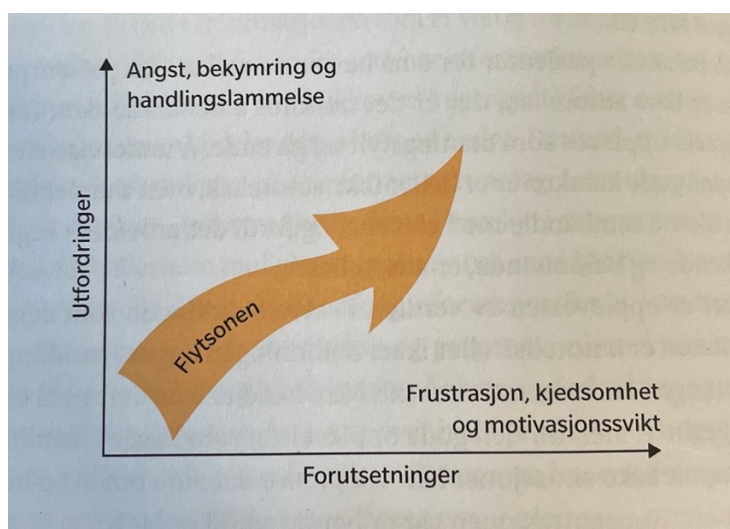 Angst, bekymring og
handlingslammelse
Utfordringer
Flytsonen
Frustrasjon, kjedsomhet
og motivasjonssvikt
Forutsetninger